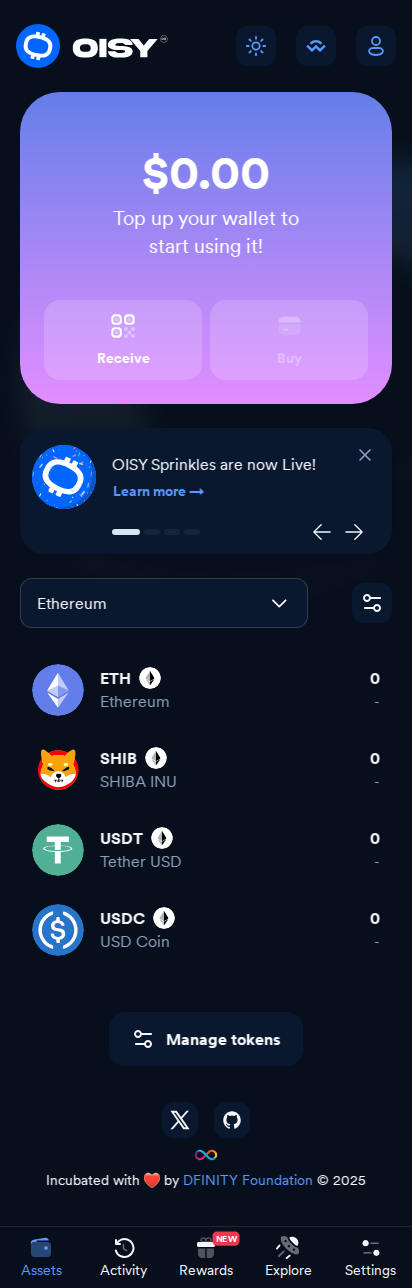 OISY
$0.00
Top up your wallet to
start using it!
Receive
Buy
OISY Sprinkles are now Live!
Learn more →
Ethereum
ETH
0
Ethereum
-
SHIB
0
SHIBA INU
-
USDT
0
Tether USD
-
USDC
0
USD Coin
-
Manage tokens
Incubated with ❤️ by DFINITY Foundation © 2025
NEW
Assets
Activity
Rewards
Explore
Settings